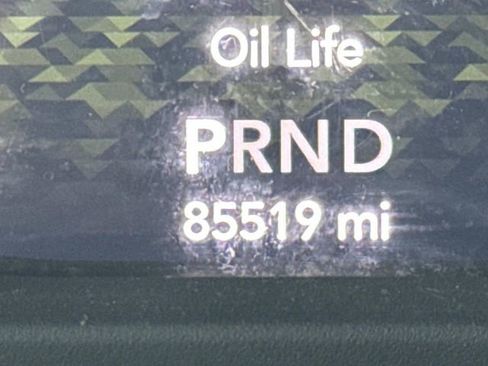 Oil Life
PRND
85519 mi